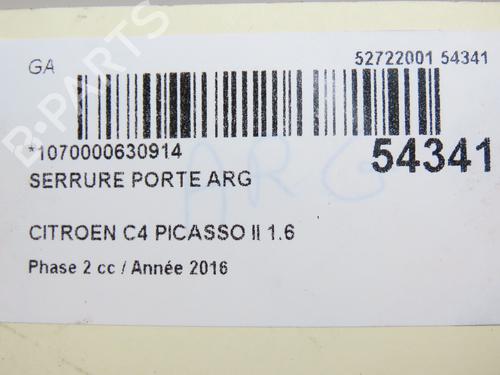 GA
52722001 54341
*1070000630914
54341
SERRURE PORTE ARG
ARG
CITROEN C4 PICASSO II 1.6
Phase 2 cc / Année 2016
B-PARTS